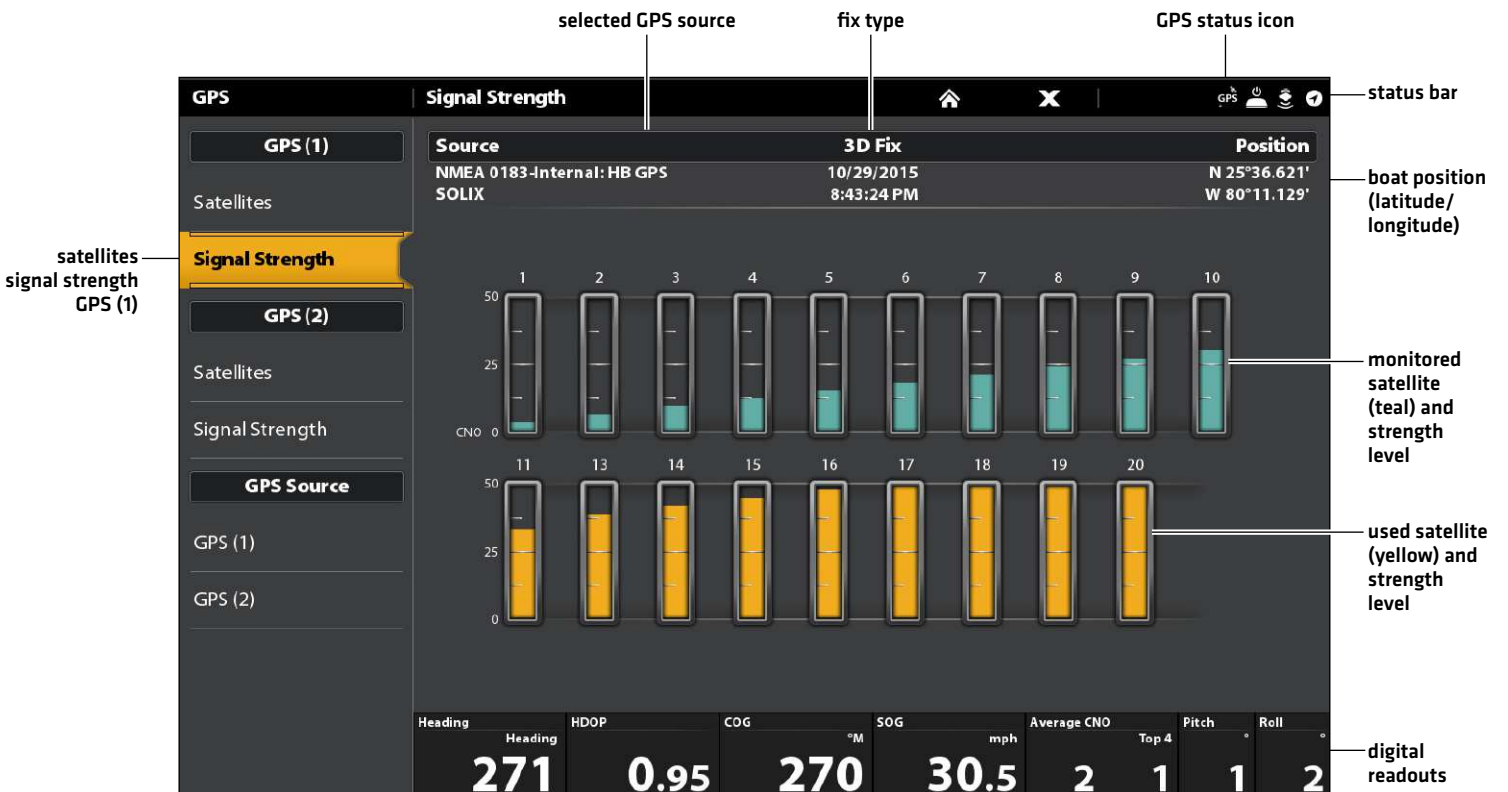 selected GPS source
fix type
GPS status icon
GPS
Signal Strength
GPS
status bar
GPS (1)
Source
3D Fix
Position
NMEA 0183-Internal: HB GPS
10/29/2015
N 25°36.621'
SOLIX
8:43:24 PM
W 80°11.129'
boat position
(latitude/
longitude)
Satellites
satellites
signal strength
GPS (1)
Signal Strength
GPS (2)
Satellites
Signal Strength
GPS Source
GPS (1)
GPS (2)
1 2 3 4 5 6 7 8 9 10
50
25
CNO 0
monitored
satellite
(teal) and
strength
level
11 13 14 15 16 17 18 19 20
50
25
0
used satellite
(yellow) and
strength
level
Heading
HDOP
COG
SOG
Average CNO
Pitch
Roll
Heading
°M
mph
Top 4
°
°
271
0.95
270
30.5
2
1
1
2
digital
readouts